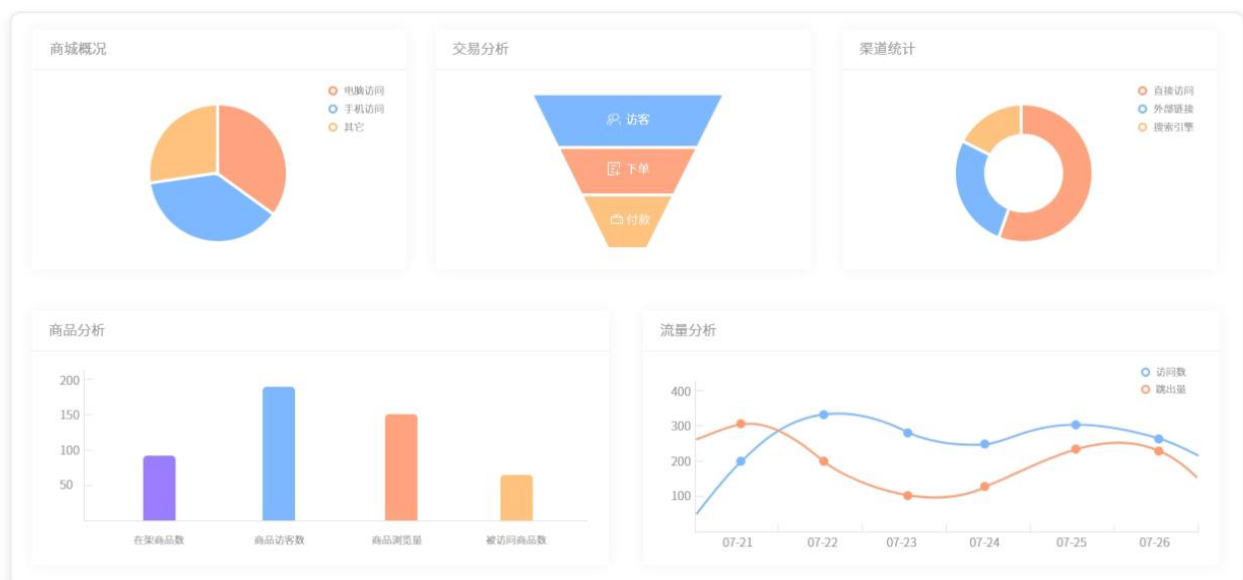 商城概况
电脑访问
手机访问
其它
交易分析
访客
下单
付款
渠道统计
直接访问
外部链接
搜索引擎
商品分析
200
150
100
50
在架商品数
商品访客数
商品浏览量
被访问商品数
流量分析
访问数
跳出量
400
300
200
100
07-21
07-22
07-23
07-24
07-25
07-26